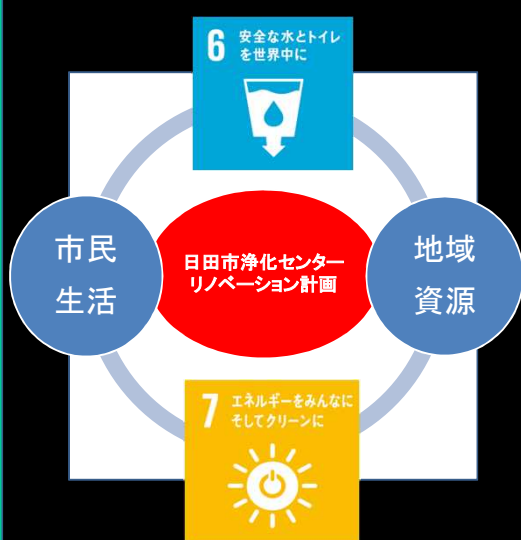 6
安全な水とトイレ
を世界中に
市民
生活
日田市浄化センター
リノベーション計画
地域
資源
7
エネルギーをみんなに
そしてクリーンに